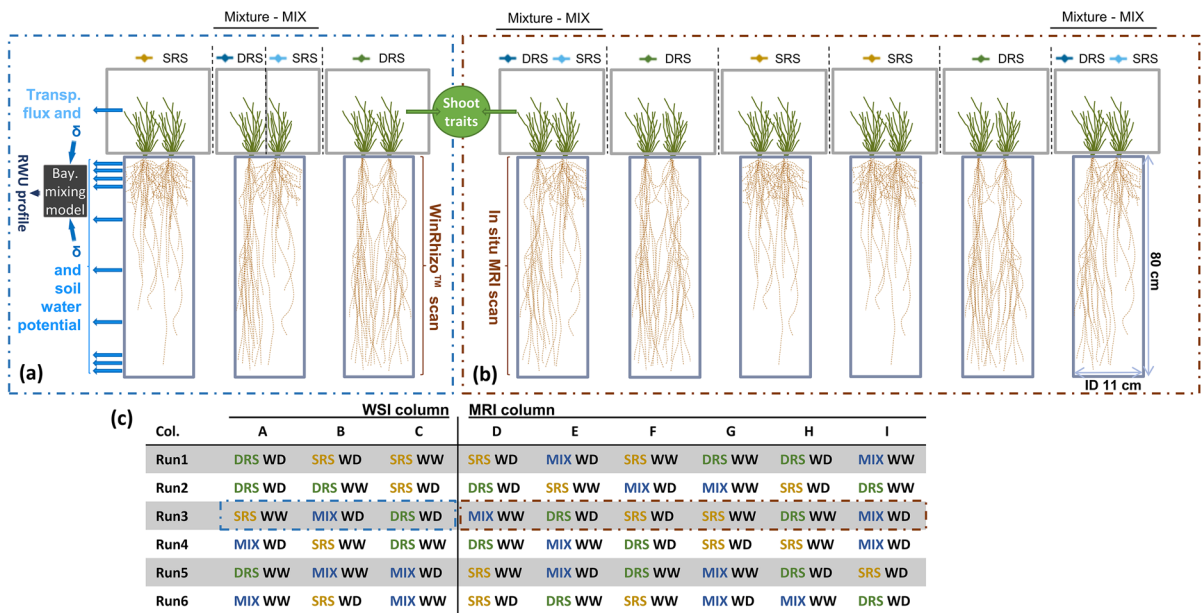 Mixture - MIX
SRS
DRS
SRS
DRS
Transp.
flux and
δ
Bay.
mixing
model
RWU profile
δ
and
soil
water
potential
WinRhizo™ scan
(a)
Shoot
traits
Mixture - MIX
Mixture - MIX
DRS
SRS
DRS
SRS
SRS
DRS
DRS
SRS
In situ MRI scan
80 cm
ID 11 cm
(b)
(c)
WSI column
MRI column
Col. A B C D E F G H I
Run1 DRS WD SRS WD SRS WW SRS WD MIX WD SRS WW DRS WW DRS WD MIX WW
Run2 DRS WD DRS WW SRS WD DRS WD SRS WW MIX WD MIX WW SRS WD DRS WW
Run3 SRS WW MIX WD DRS WD MIX WW DRS WD SRS WD SRS WW DRS WW MIX WD
Run4 MIX WD SRS WW DRS WW DRS WW MIX WW DRS WD SRS WD SRS WW MIX WD
Run5 DRS WW MIX WW MIX WD SRS WW MIX WD DRS WW MIX WW DRS WD SRS WD
Run6 MIX WW SRS WD MIX WW SRS WD DRS WW SRS WW MIX WD MIX WW DRS WD